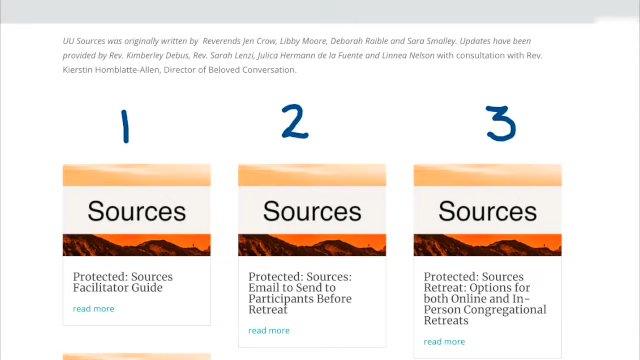 UU Sources was originally written by Reverends Jen Crow, Libby Moore, Deborah Raible and Sara Smalley. Updates have been
provided by Rev. Kimberley Debus, Rev. Sarah Lenzi, Julica Hermann de la Fuente and Linnea Nelson with consultation with Rev.
Kierstin Homblatte-Allen, Director of Beloved Conversation.
1
2
3
Sources
Protected: Sources
Facilitator Guide
read more
Sources
Protected: Sources:
Email to Send to
Participants Before
Retreat
read more
Sources
Protected: Sources
Retreat: Options for
both Online and In-
Person Congregational
Retreats
read more